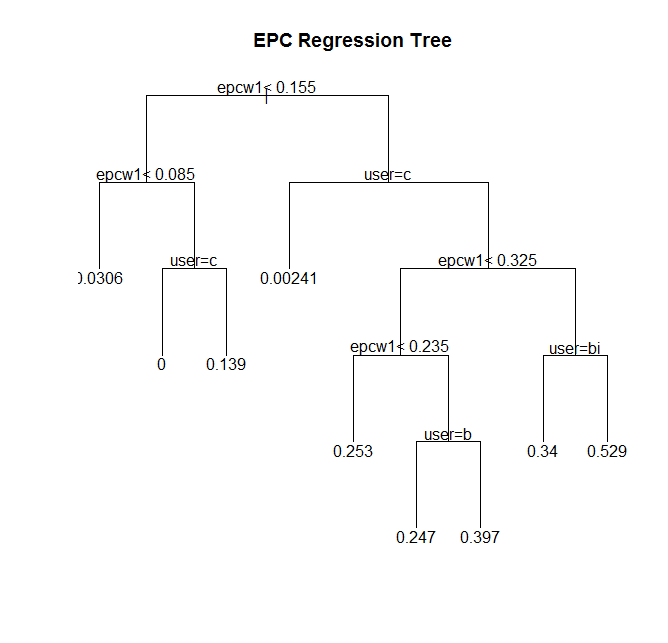 EPC Regression Tree
epcw1< 0.155
epcw1< 0.085
user=c
0.0306
user=c
0.00241
epcw1< 0.325
0
0.139
epcw1< 0.235
user=bi
0.253
user=b
0.34
0.529
0.247
0.397